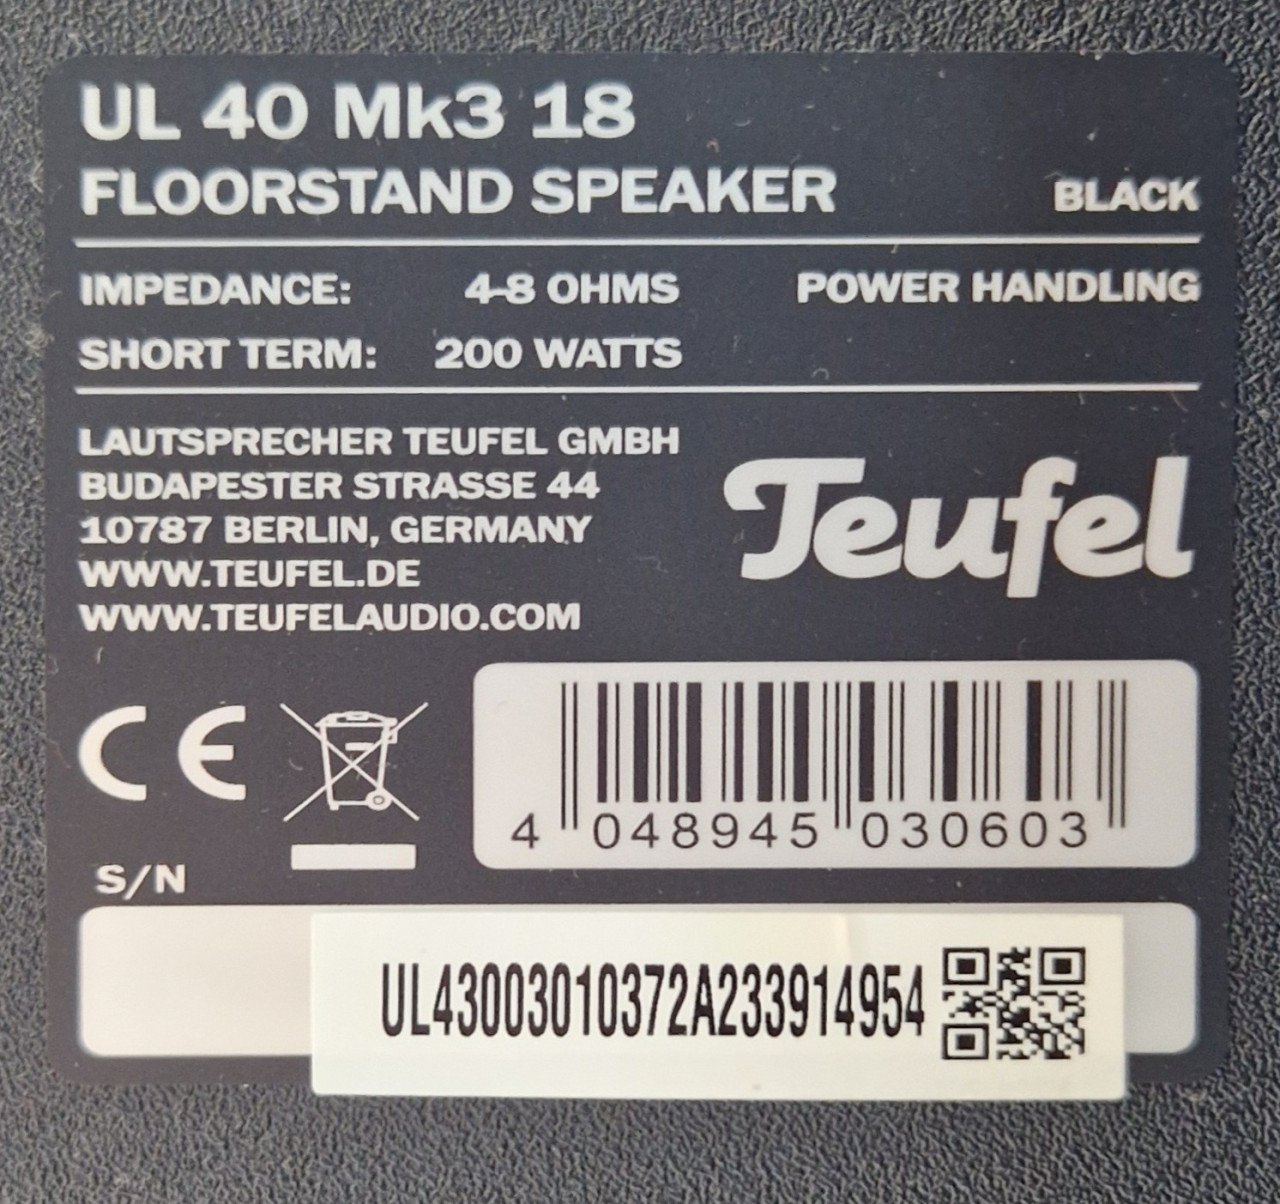 UL 40 Mk3 18
FLOORSTAND SPEAKER BLACK
IMPEDANCE: 4-8 OHMS POWER HANDLING
SHORT TERM: 200 WATTS
LAUTSPRECHER TEUFEL GMBH
BUDAPESTER STRASSE 44
10787 BERLIN, GERMANY
WWW.TEUFEL.DE
WWW.TEUFELAUDIO.COM
Teufel
CE
4 048945 030603
S/N
UL43003010372A233914954